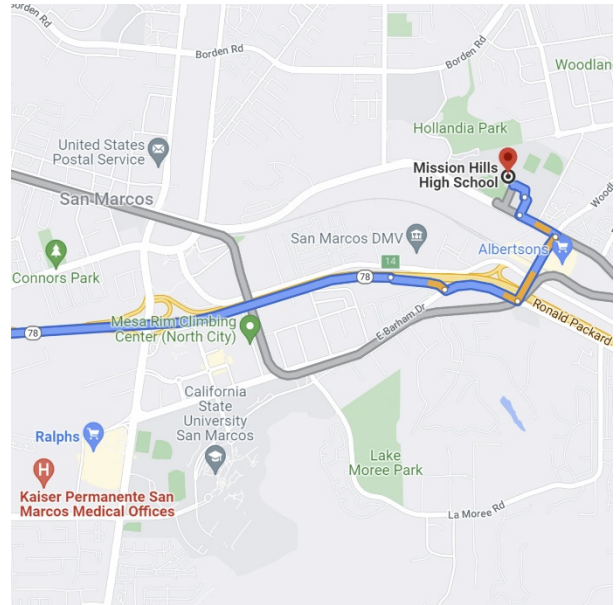 Borden Rd
Borden Rd
Woodlan
Hollandia Park
United States
Postal Service
Mission Hills
High School
San Marcos
Woodla
San Marcos DMV
Albertsons
Connors Park
14
78
78
Mesa Rim Climbing
Center (North City)
E Barham Dr
Ronald Packard
California
State
University
San Marcos
Ralphs
Lake
Moree Park
H
Kaiser Permanente San
Marcos Medical Offices
La Moree Rd